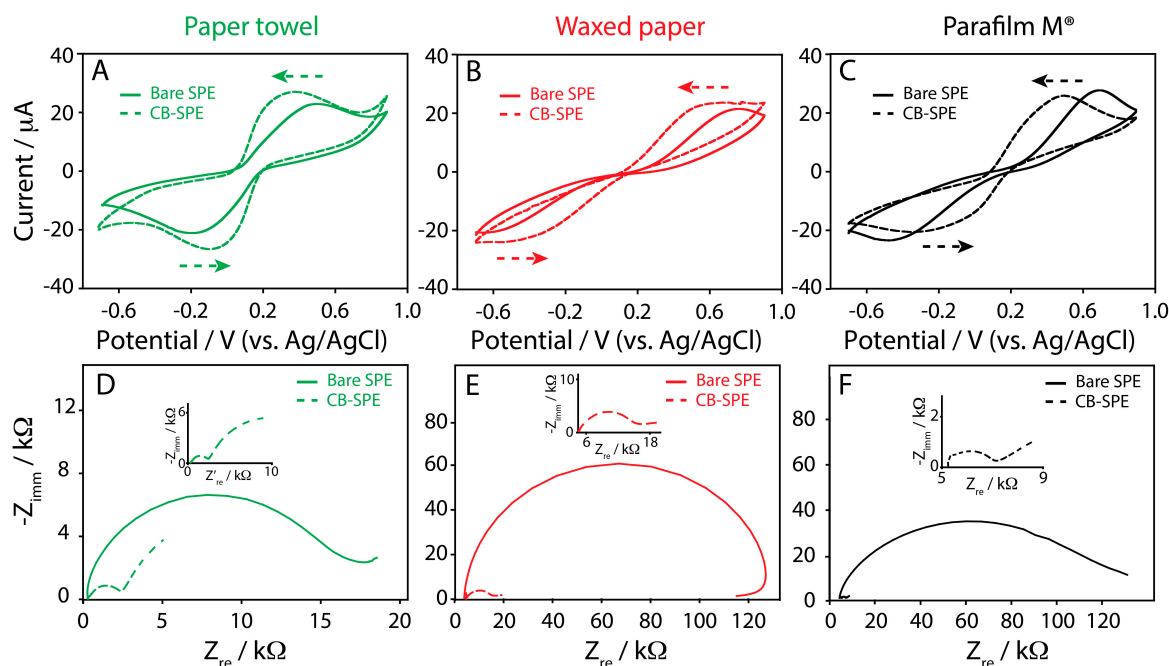 Paper towel
Waxed paper
Parafilm M®
A
Bare SPE
CB-SPE
B
Bare SPE
CB-SPE
C
Bare SPE
CB-SPE
Current / µA
40
20
0
-20
-40
40
20
0
-20
-40
40
20
0
-20
-40
-0.6 -0.2 0.2 0.6 1.0
-0.6 -0.2 0.2 0.6 1.0
-0.6 -0.2 0.2 0.6 1.0
Potential / V (vs. Ag/AgCl)
Potential / V (vs. Ag/AgCl)
Potential / V (vs. Ag/AgCl)
D
Bare SPE
CB-SPE
-Zimm / kΩ
12
8
4
0
0 5 10 15 20
Zre / kΩ
-Zimm / kΩ
6
0
0 10
Z're / kΩ
E
Bare SPE
CB-SPE
80
60
40
20
0
0 20 40 60 80 100 120
Zre / kΩ
-Zimm / kΩ
10
0
6 18
Zre / kΩ
F
Bare SPE
CB-SPE
80
60
40
20
0
0 20 40 60 80 100 120
Zre / kΩ
-Zimm / kΩ
2
0
5 9
Zre / kΩ